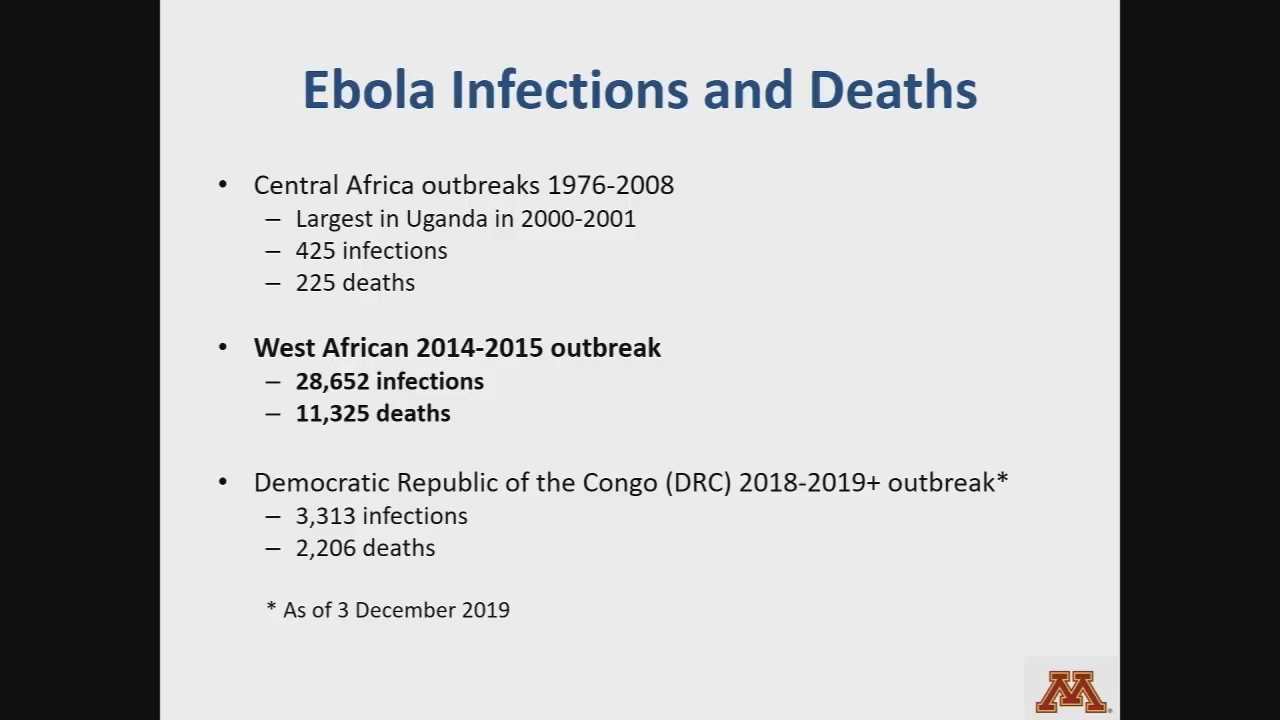 Ebola Infections and Deaths
• Central Africa outbreaks 1976-2008
– Largest in Uganda in 2000-2001
– 425 infections
– 225 deaths
• West African 2014-2015 outbreak
– 28,652 infections
– 11,325 deaths
• Democratic Republic of the Congo (DRC) 2018-2019+ outbreak*
– 3,313 infections
– 2,206 deaths
* As of 3 December 2019
M